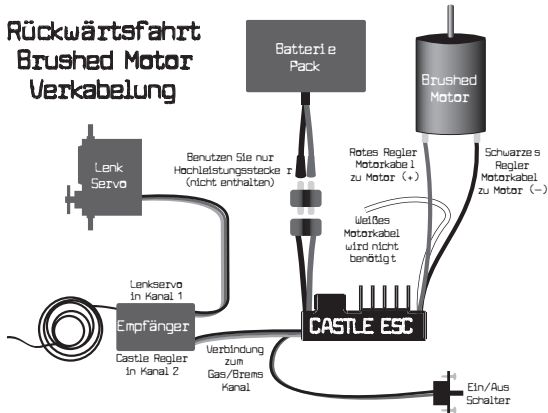 Rückwärtsfahrt
Brushed Motor
Verkabelung
Batterie
Pack
Brushed
Motor
Lenk
Servo
Benutzen Sie nur
Hochleistungsstecker
(nicht enthalten)
Rotes Regler
Motorkabel
zu Motor (+)
Schwarzes
Regler
Motorkabel
zu Motor (–)
Weißes
Motorkabel
wird nicht
benötigt
Lenkservo
in Kanal 1
Empfänger
Castle Regler
in Kanal 2
Verbindung
zum
Gas/Brems
Kanal
CASTLE ESC
Ein/Aus
Schalter